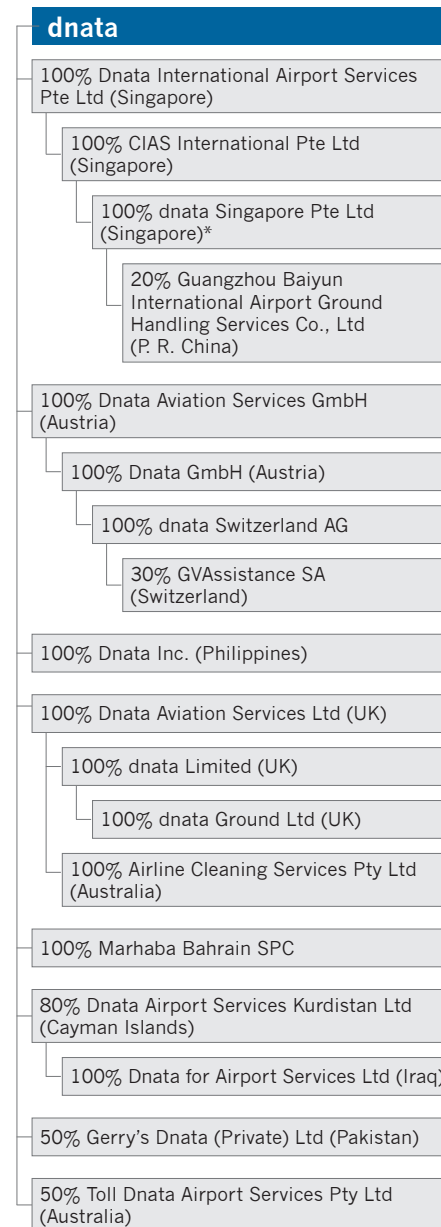 dnata
100% Dnata International Airport Services
Pte Ltd (Singapore)
100% CIAS International Pte Ltd
(Singapore)
100% dnata Singapore Pte Ltd
(Singapore)*
20% Guangzhou Baiyun
International Airport Ground
Handling Services Co., Ltd
(P. R. China)
100% Dnata Aviation Services GmbH
(Austria)
100% Dnata GmbH (Austria)
100% dnata Switzerland AG
30% GVAssistance SA
(Switzerland)
100% Dnata Inc. (Philippines)
100% Dnata Aviation Services Ltd (UK)
100% dnata Limited (UK)
100% dnata Ground Ltd (UK)
100% Airline Cleaning Services Pty Ltd
(Australia)
100% Marhaba Bahrain SPC
80% Dnata Airport Services Kurdistan Ltd
(Cayman Islands)
100% Dnata for Airport Services Ltd (Iraq)
50% Gerry's Dnata (Private) Ltd (Pakistan)
50% Toll Dnata Airport Services Pty Ltd
(Australia)